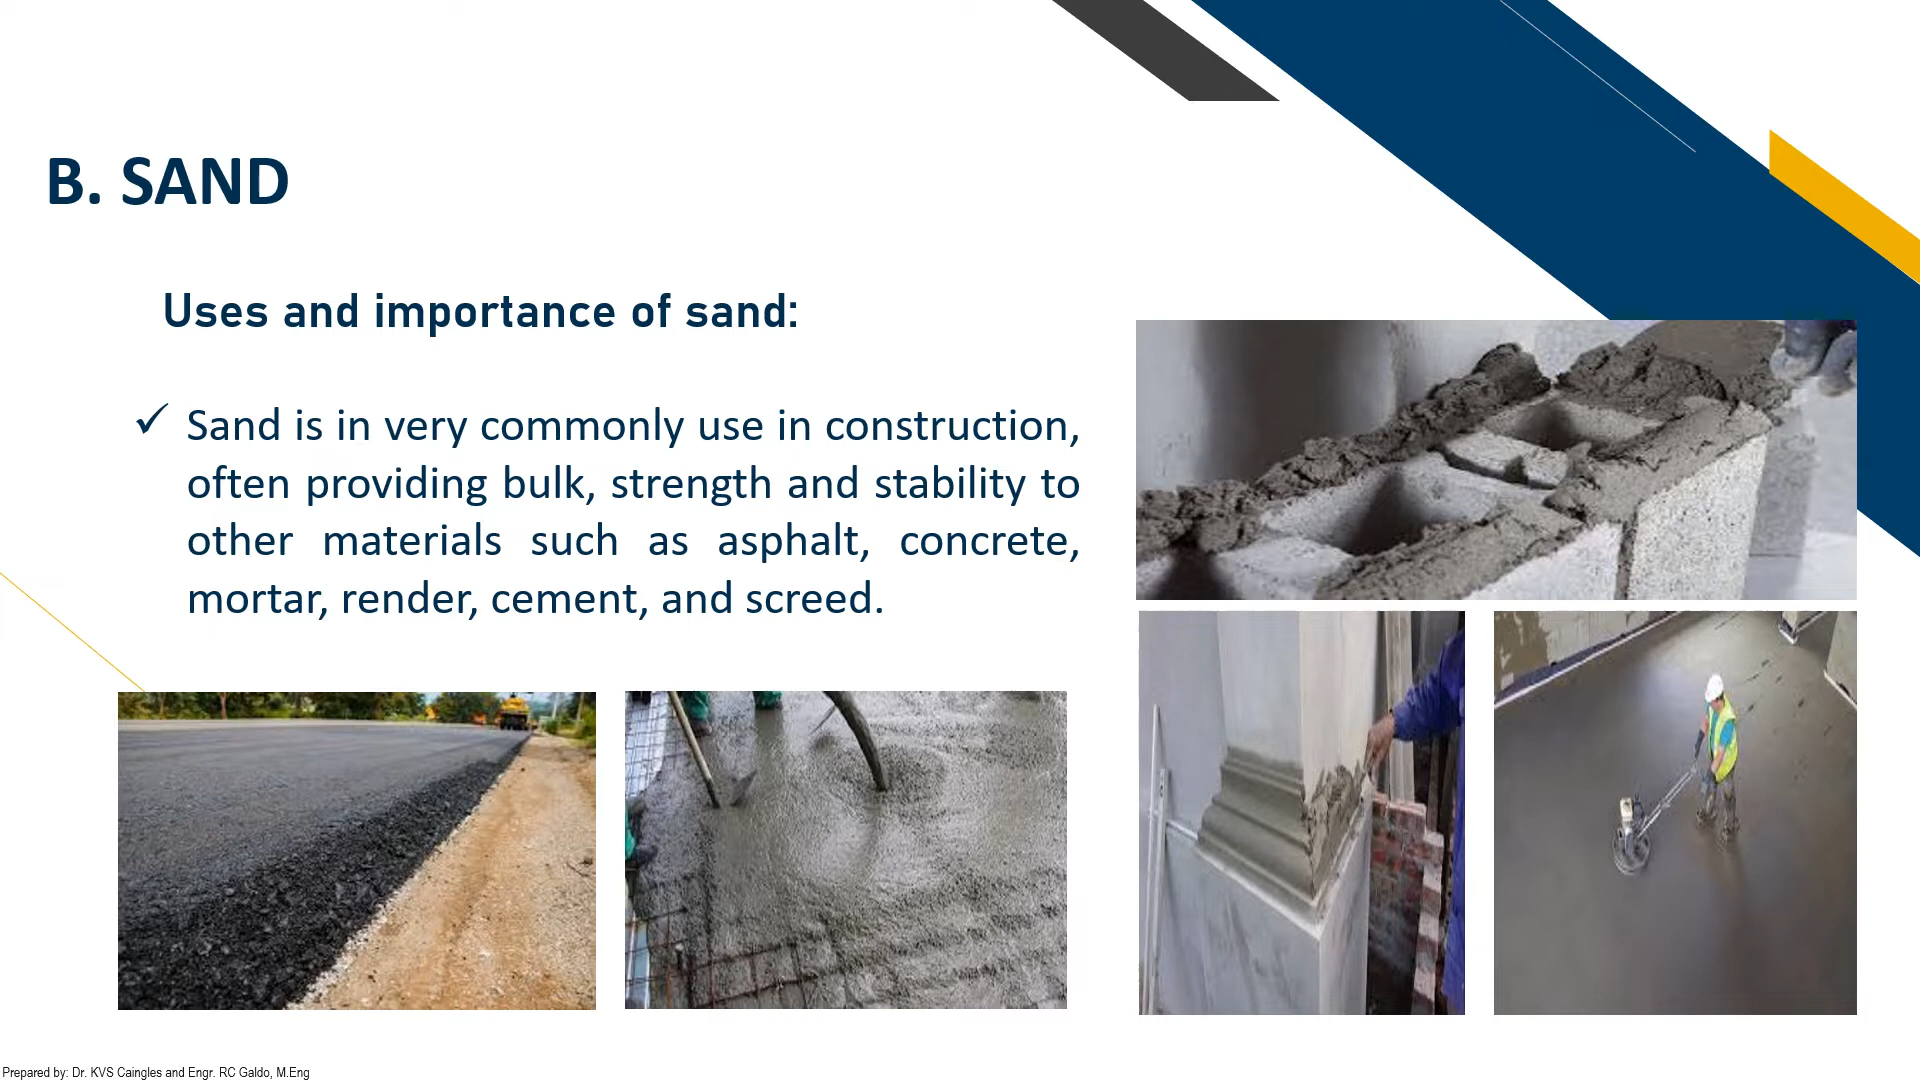 B. SAND
Uses and importance of sand:
✓ Sand is in very commonly use in construction,
often providing bulk, strength and stability to
other materials such as asphalt, concrete,
mortar, render, cement, and screed.
Prepared by: Dr. KVS Caingles and Engr. RC Galdo, M.Eng